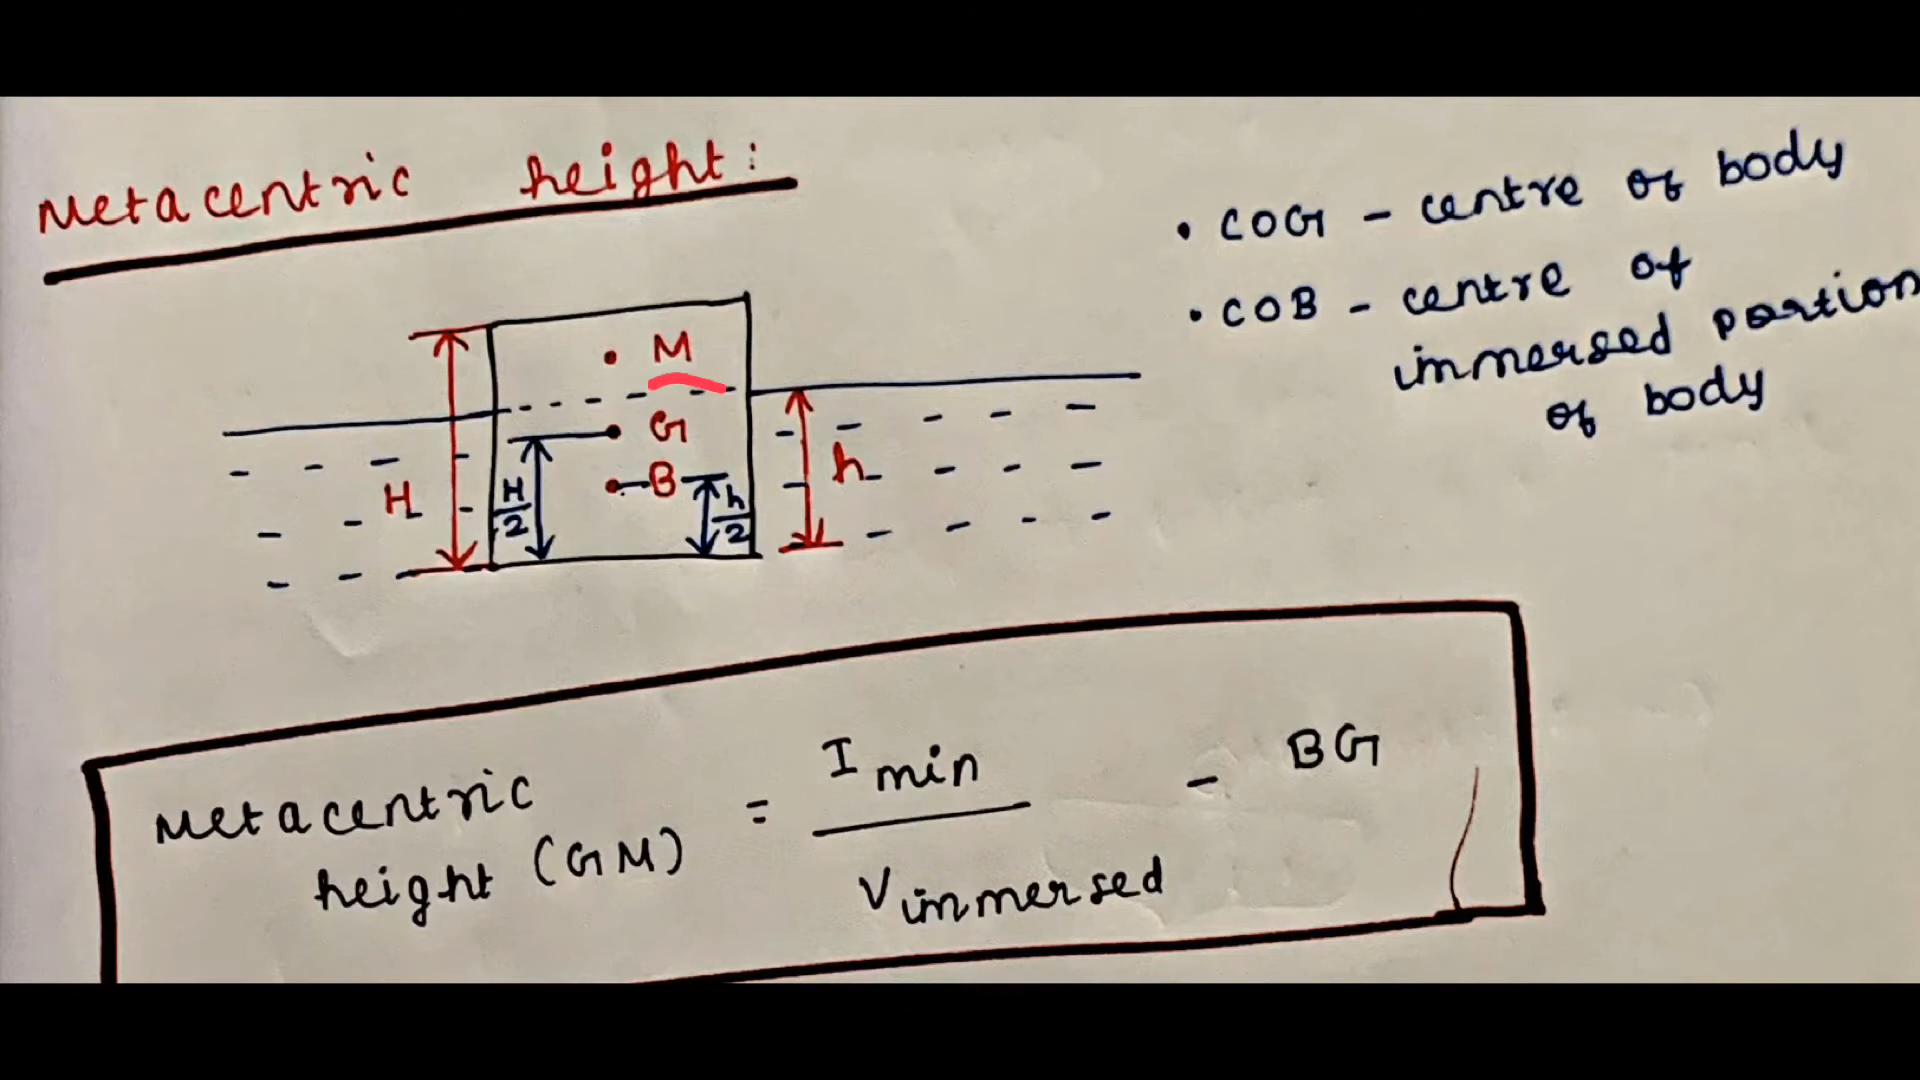 Metacentric height:
• COG - centre of body
• COB - centre of
immersed portion
of body
M
G
B
H
H/2
h/2
h
Metacentric
height (GM) = I min / V immersed - BG